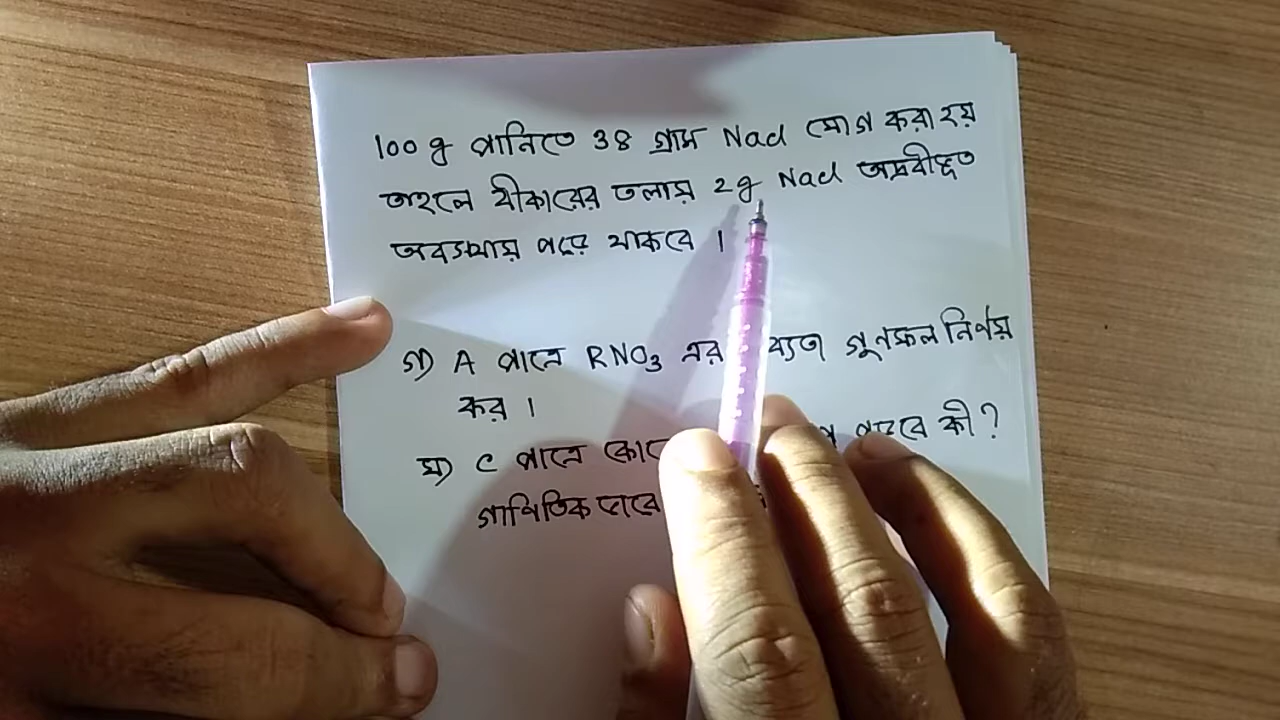 100 g পানিতে 38 গ্রাম Nacl যোগ করা হয়
তাহলে বীকারের তলায় 2g Nacl অদ্রবীভূত
অবস্থায় পড়ে থাকবে ।
গ) A পাত্রে RNO3 এর গুণফল নির্ণয়
কর ।
ঘ) C পাত্রে পড়বে কী ?
গাণিতিক ভাবে